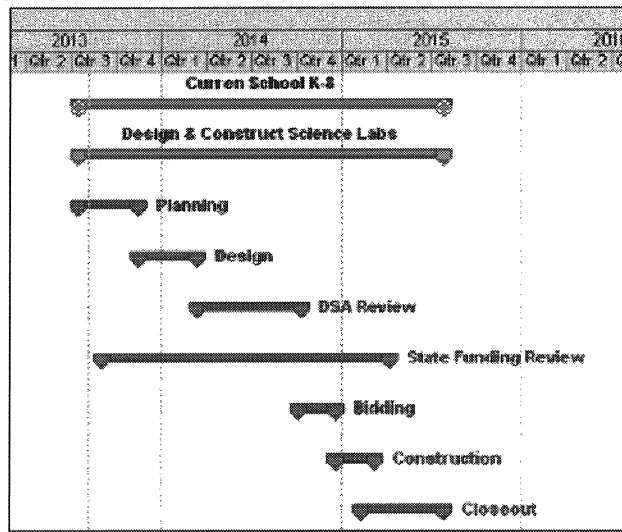 2013 2014 2015
Qtr 2 Qtr 3 Qtr 4 Qtr 1 Qtr 2 Qtr 3 Qtr 4 Qtr 1 Qtr 2 Qtr 3 Qtr 4 Qtr 1 Qtr 2
Curren School K-8
Design & Construct Science Labs
Planning
Design
DSA Review
State Funding Review
Bidding
Construction
Closeout